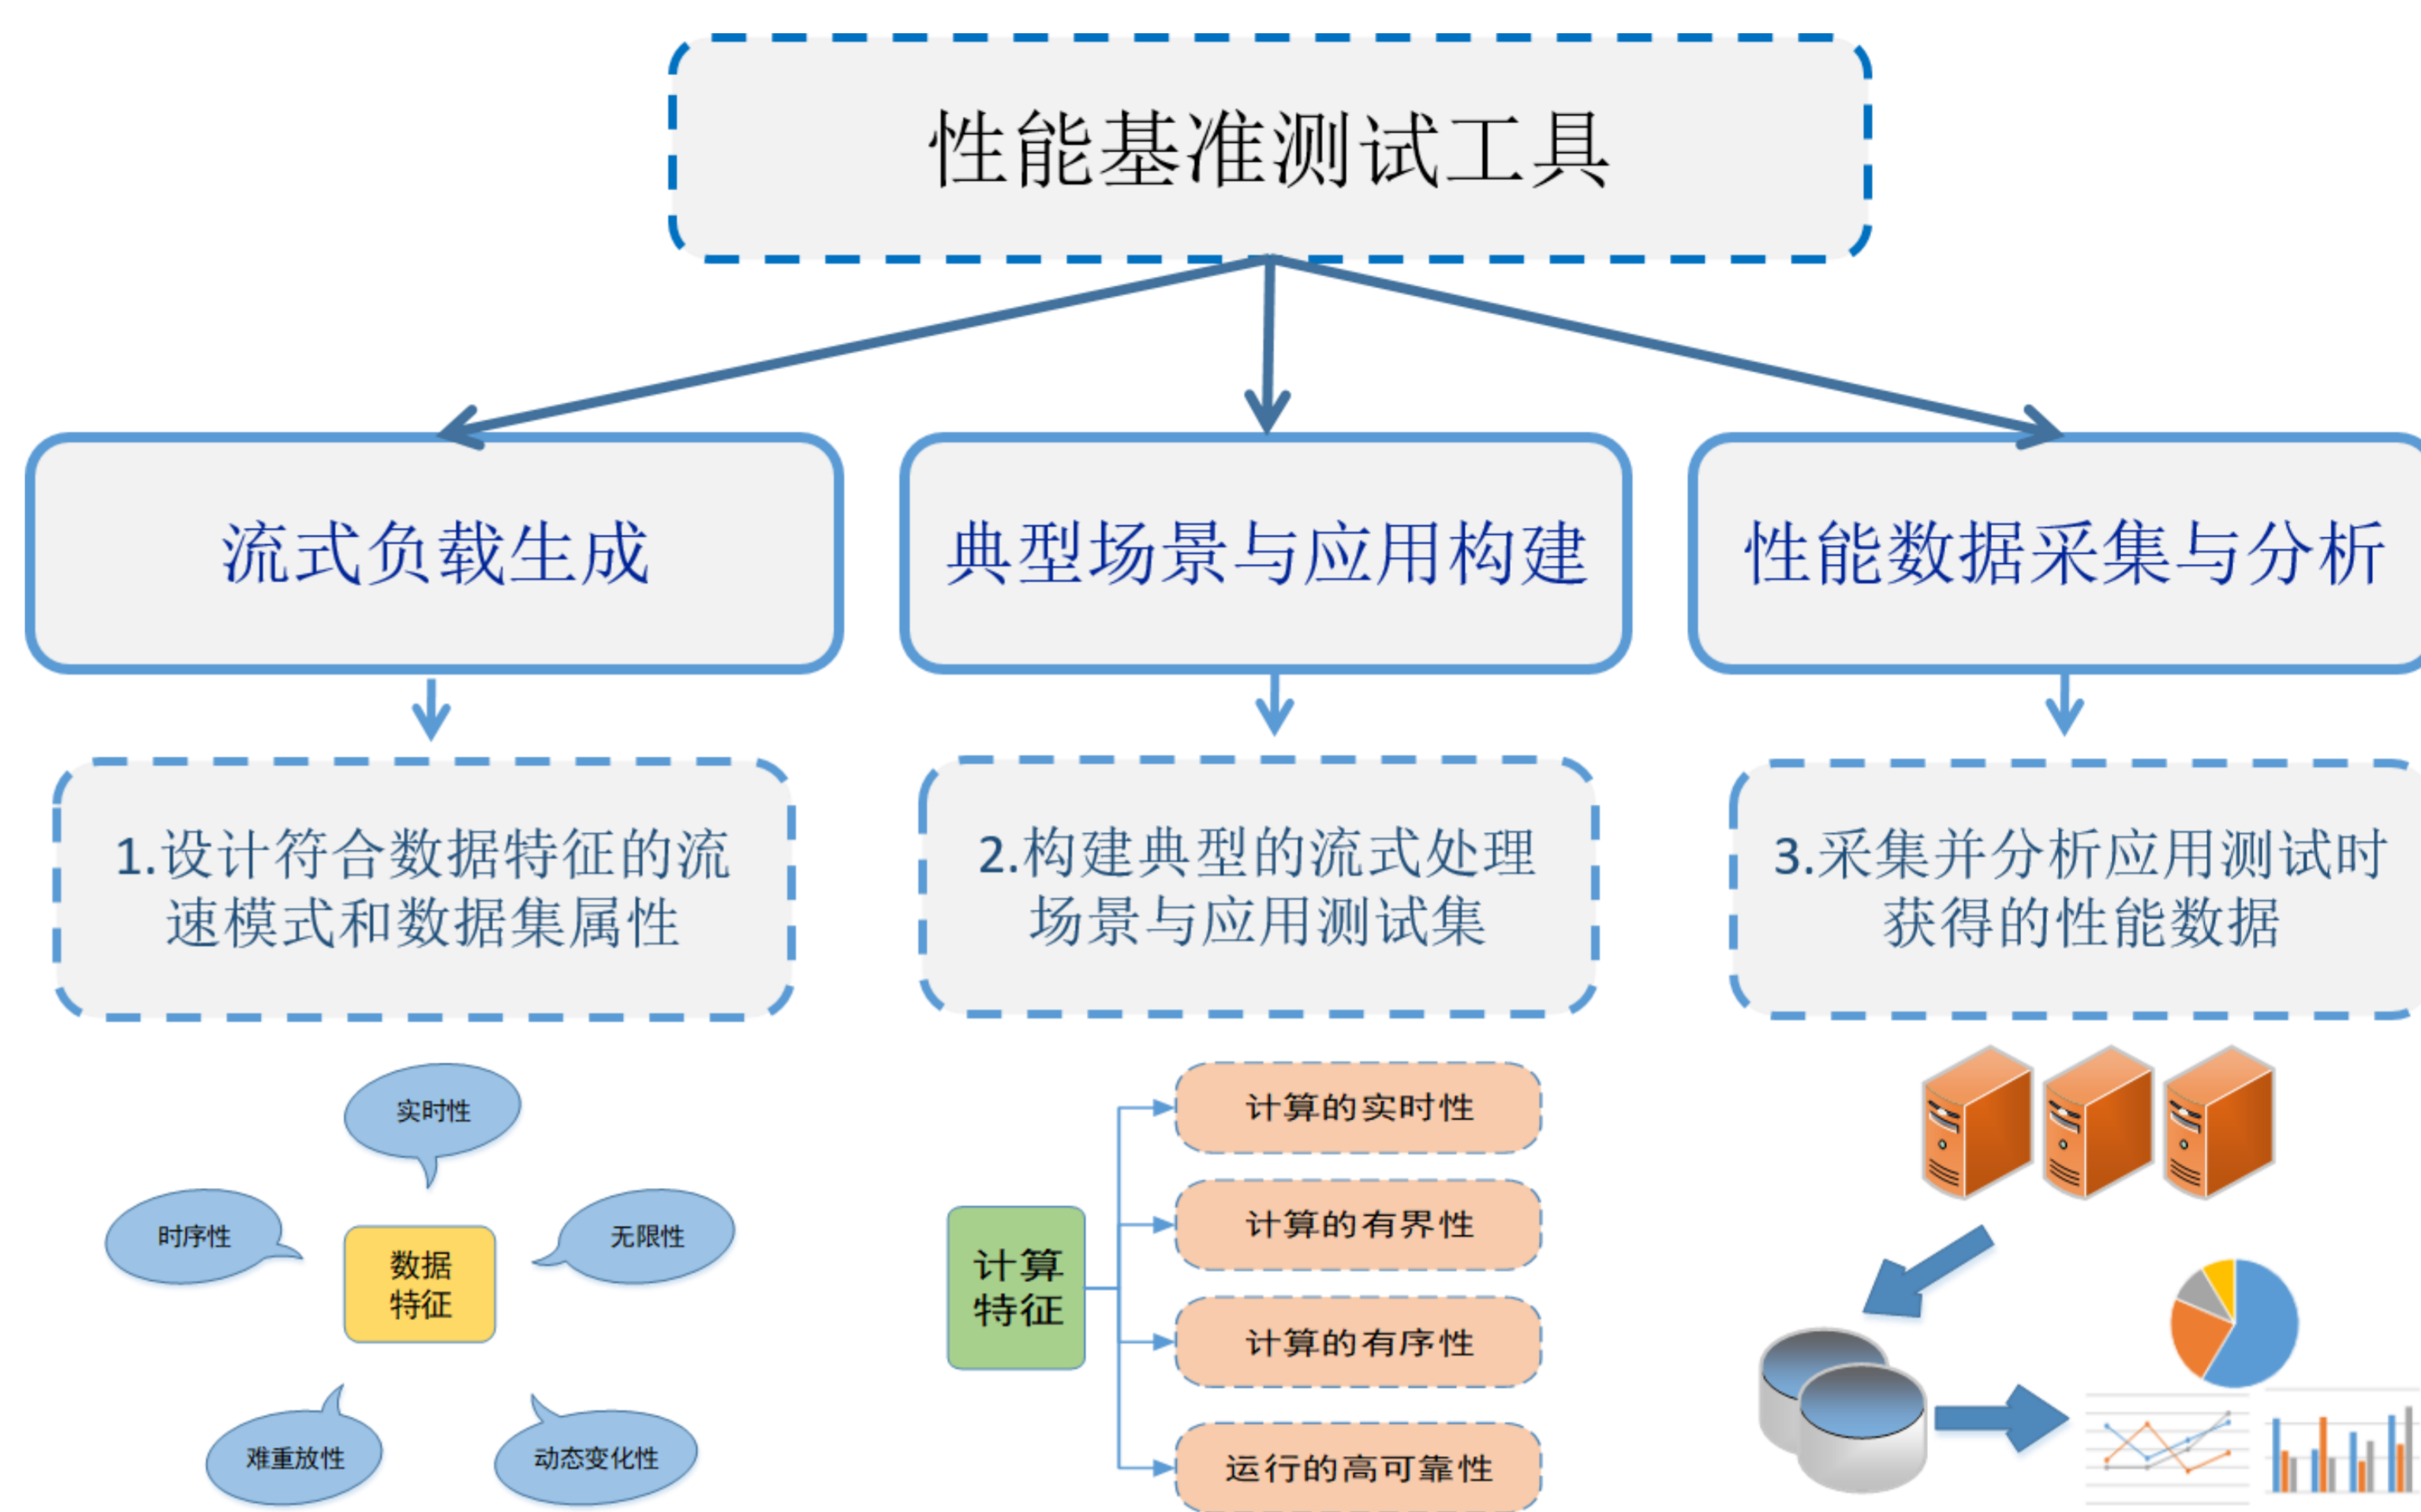 性能基准测试工具
流式负载生成
典型场景与应用构建
性能数据采集与分析
1.设计符合数据特征的流
速模式和数据集属性
2.构建典型的流式处理
场景与应用测试集
3.采集并分析应用测试时
获得的性能数据
实时性
时序性
无限性
数据
特征
难重放性
动态变化性
计算
特征
计算的实时性
计算的有界性
计算的有序性
运行的高可靠性